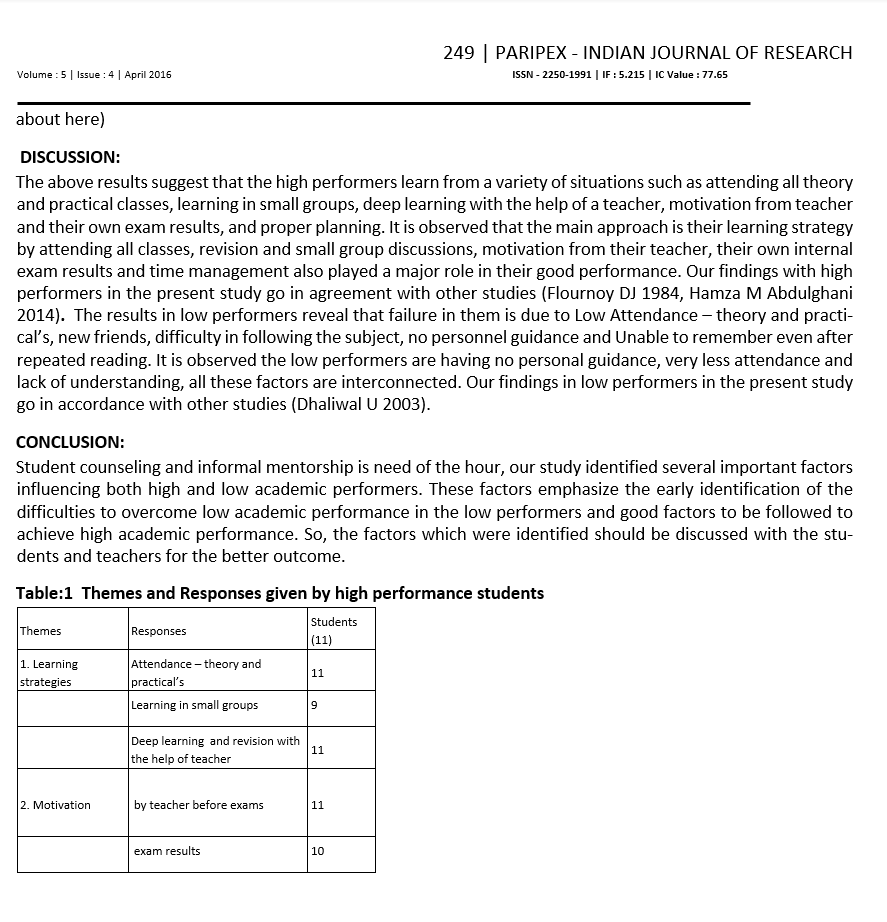 249 | PARIPEX - INDIAN JOURNAL OF RESEARCH
Volume : 5 | Issue : 4 | April 2016
ISSN - 2250-1991 | IF : 5.215 | IC Value : 77.65
about here)
DISCUSSION:
The above results suggest that the high performers learn from a variety of situations such as attending all theory
and practical classes, learning in small groups, deep learning with the help of a teacher, motivation from teacher
and their own exam results, and proper planning. It is observed that the main approach is their learning strategy
by attending all classes, revision and small group discussions, motivation from their teacher, their own internal
exam results and time management also played a major role in their good performance. Our findings with high
performers in the present study go in agreement with other studies (Flournoy DJ 1984, Hamza M Abdulghani
2014). The results in low performers reveal that failure in them is due to Low Attendance – theory and practi-
cal’s, new friends, difficulty in following the subject, no personnel guidance and Unable to remember even after
repeated reading. It is observed the low performers are having no personal guidance, very less attendance and
lack of understanding, all these factors are interconnected. Our findings in low performers in the present study
go in accordance with other studies (Dhaliwal U 2003).
CONCLUSION:
Student counseling and informal mentorship is need of the hour, our study identified several important factors
influencing both high and low academic performers. These factors emphasize the early identification of the
difficulties to overcome low academic performance in the low performers and good factors to be followed to
achieve high academic performance. So, the factors which were identified should be discussed with the stu-
dents and teachers for the better outcome.
Table:1 Themes and Responses given by high performance students
Themes
Responses
Students
(11)
1. Learning
strategies
Attendance – theory and
practical’s
11
Learning in small groups
9
Deep learning and revision with
the help of teacher
11
2. Motivation
by teacher before exams
11
exam results
10